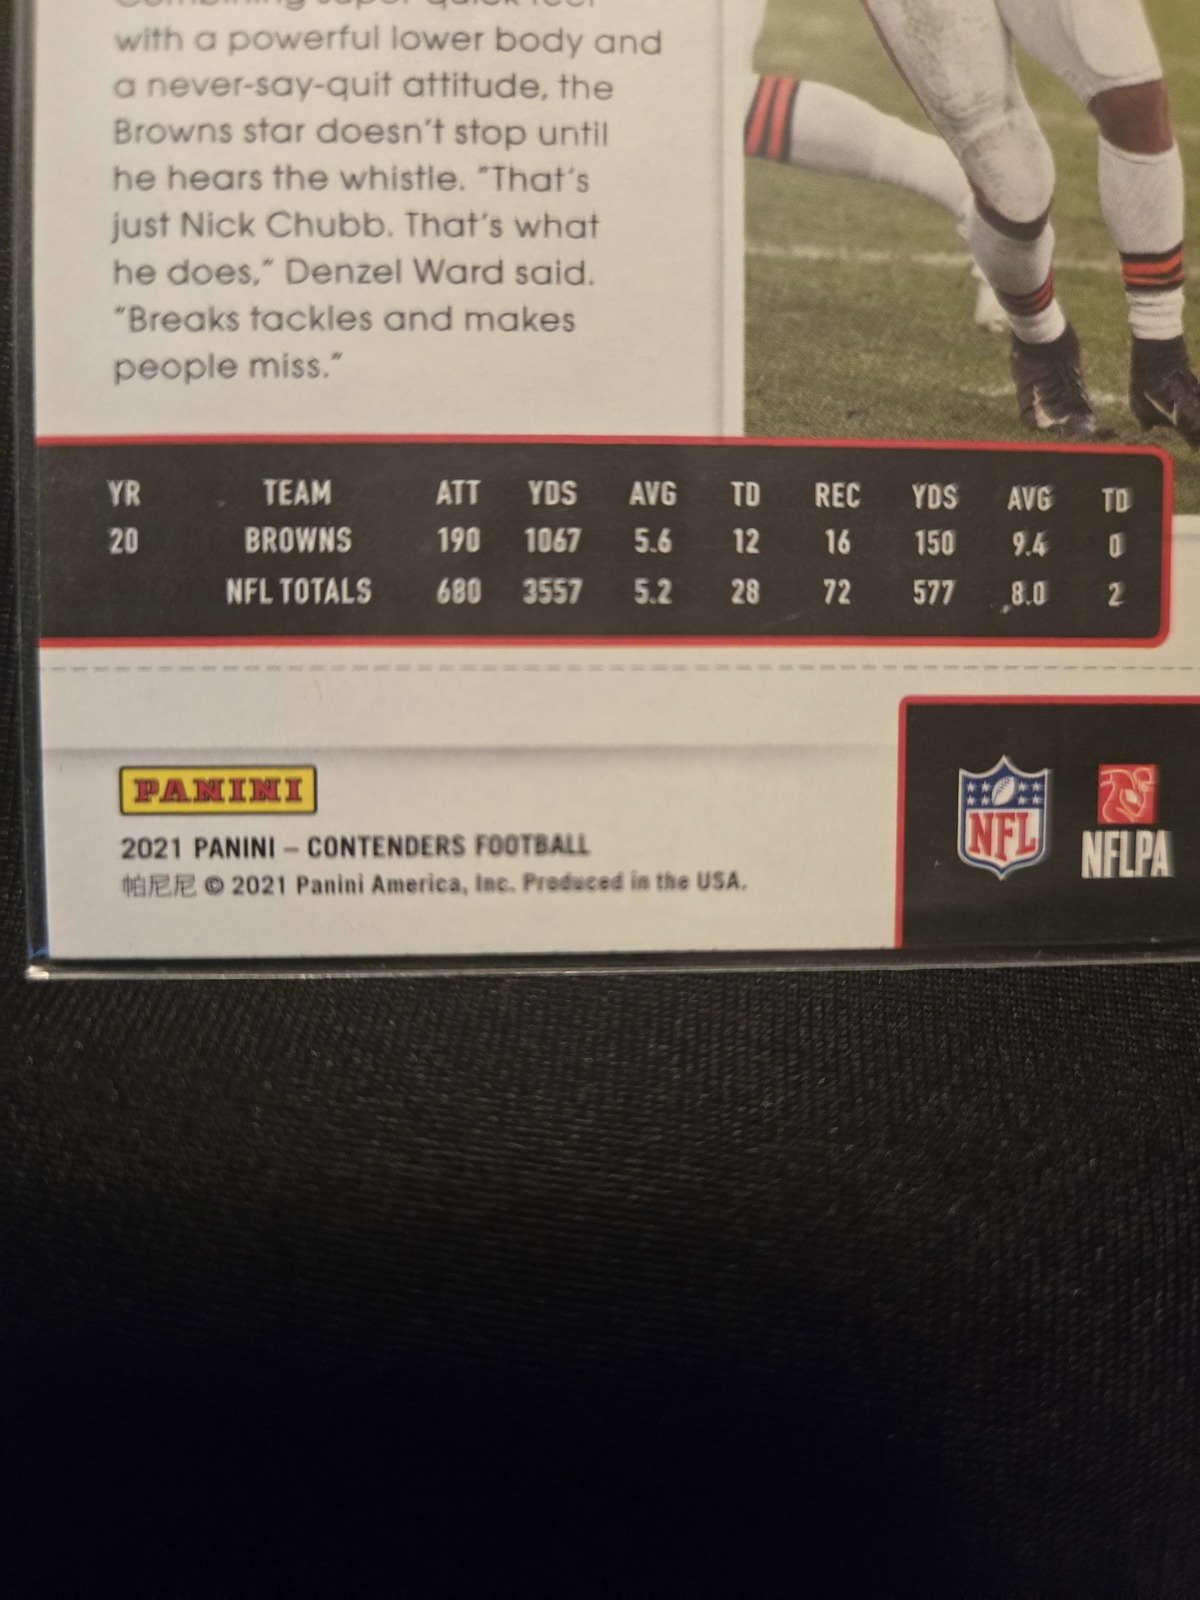 Combining super-quick feet
with a powerful lower body and
a never-say-quit attitude, the
Browns star doesn't stop until
he hears the whistle. "That's
just Nick Chubb. That's what
he does," Denzel Ward said.
"Breaks tackles and makes
people miss."
YR TEAM ATT YDS AVG TD REC YDS AVG TD
20 BROWNS 190 1067 5.6 12 16 150 9.4 0
NFL TOTALS 680 3557 5.2 28 72 577 8.0 2
PANINI
2021 PANINI – CONTENDERS FOOTBALL
帕尼尼 © 2021 Panini America, Inc. Produced in the USA.
NFL
NFLPA